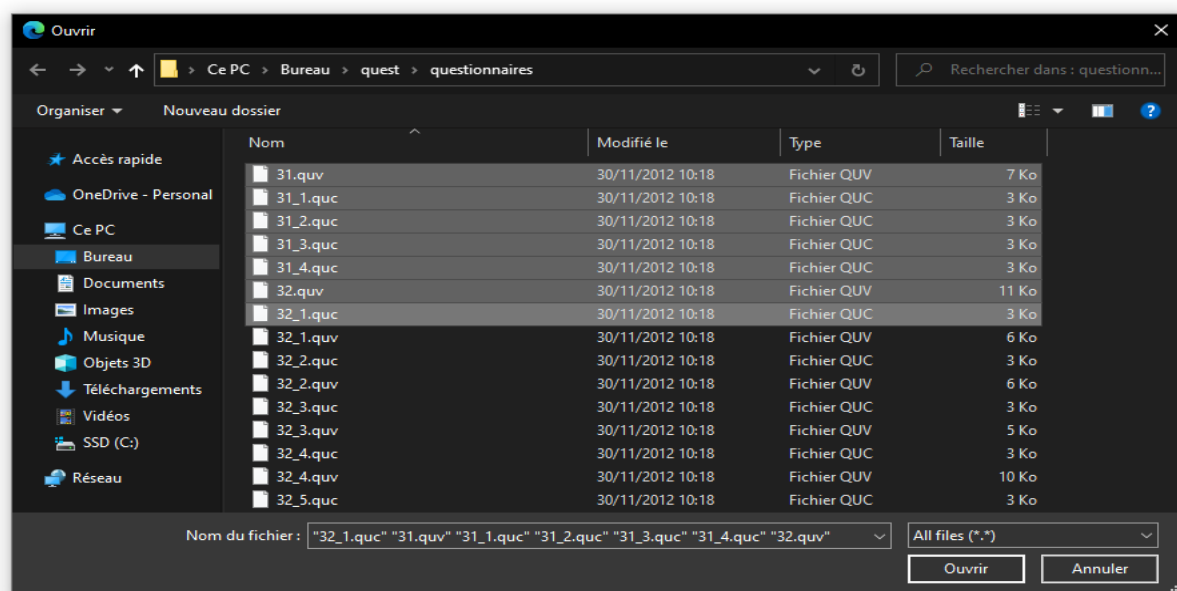 Ouvrir
Ce PC > Bureau > quest > questionnaires
Rechercher dans : questionn...
Organiser
Nouveau dossier
Nom Modifié le Type Taille
Accès rapide
OneDrive - Personal
Ce PC
Bureau
Documents
Images
Musique
Objets 3D
Téléchargements
Vidéos
SSD (C:)
Réseau
31.quv 30/11/2012 10:18 Fichier QUV 7 Ko
31_1.quc 30/11/2012 10:18 Fichier QUC 3 Ko
31_2.quc 30/11/2012 10:18 Fichier QUC 3 Ko
31_3.quc 30/11/2012 10:18 Fichier QUC 3 Ko
31_4.quc 30/11/2012 10:18 Fichier QUC 3 Ko
32.quv 30/11/2012 10:18 Fichier QUV 11 Ko
32_1.quc 30/11/2012 10:18 Fichier QUC 3 Ko
32_1.quv 30/11/2012 10:18 Fichier QUV 6 Ko
32_2.quc 30/11/2012 10:18 Fichier QUC 3 Ko
32_2.quv 30/11/2012 10:18 Fichier QUV 6 Ko
32_3.quc 30/11/2012 10:18 Fichier QUC 3 Ko
32_3.quv 30/11/2012 10:18 Fichier QUV 5 Ko
32_4.quc 30/11/2012 10:18 Fichier QUC 3 Ko
32_4.quv 30/11/2012 10:18 Fichier QUV 10 Ko
32_5.quc 30/11/2012 10:18 Fichier QUC 3 Ko
Nom du fichier : "32_1.quc" "31.quv" "31_1.quc" "31_2.quc" "31_3.quc" "31_4.quc" "32.quv"
All files (*.*)
Ouvrir
Annuler